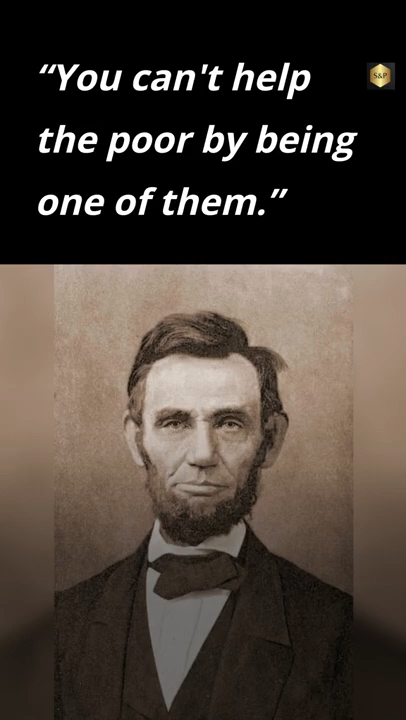 “You can't help
S&P
the poor by being
one of them.”